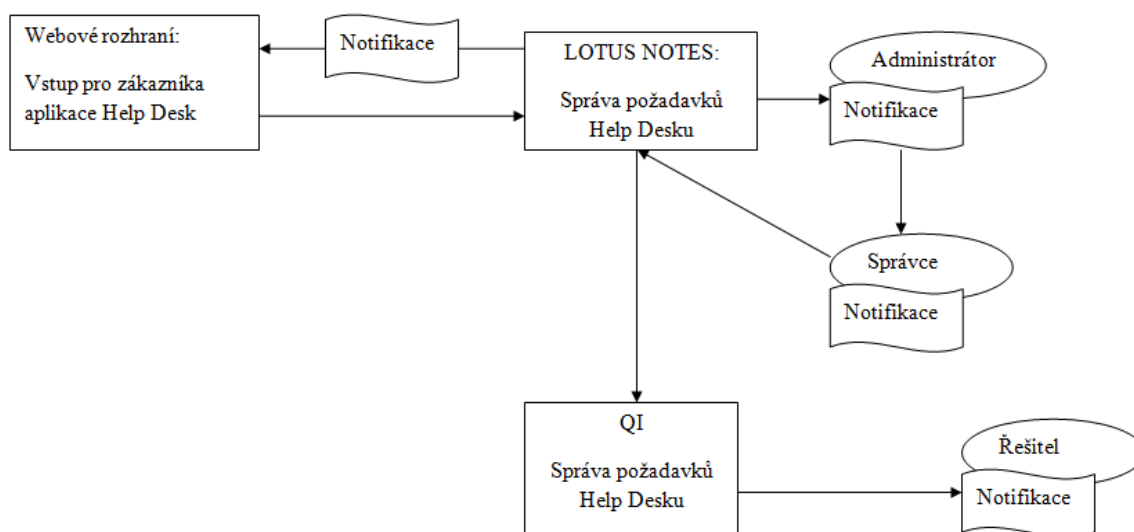 Webové rozhraní:
Vstup pro zákazníka
aplikace Help Desk
Notifikace
LOTUS NOTES:
Správa požadavků
Help Desku
Administrátor
Notifikace
Správce
Notifikace
QI
Správa požadavků
Help Desku
Řešitel
Notifikace